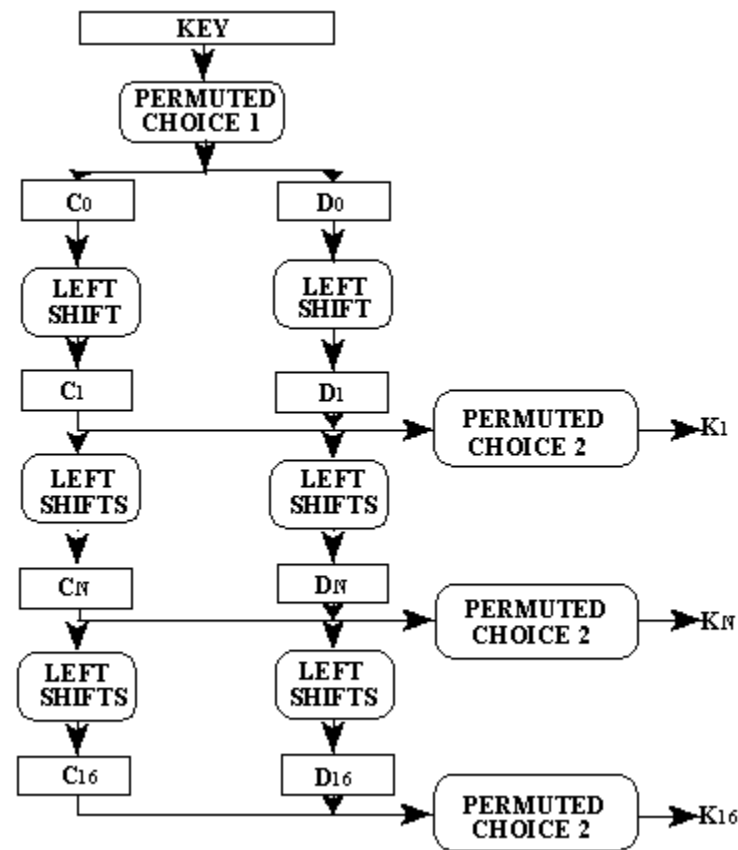 KEY
PERMUTED
CHOICE 1
C0
D0
LEFT
SHIFT
LEFT
SHIFT
C1
D1
PERMUTED
CHOICE 2
K1
LEFT
SHIFTS
LEFT
SHIFTS
CN
DN
PERMUTED
CHOICE 2
KN
LEFT
SHIFTS
LEFT
SHIFTS
C16
D16
PERMUTED
CHOICE 2
K16